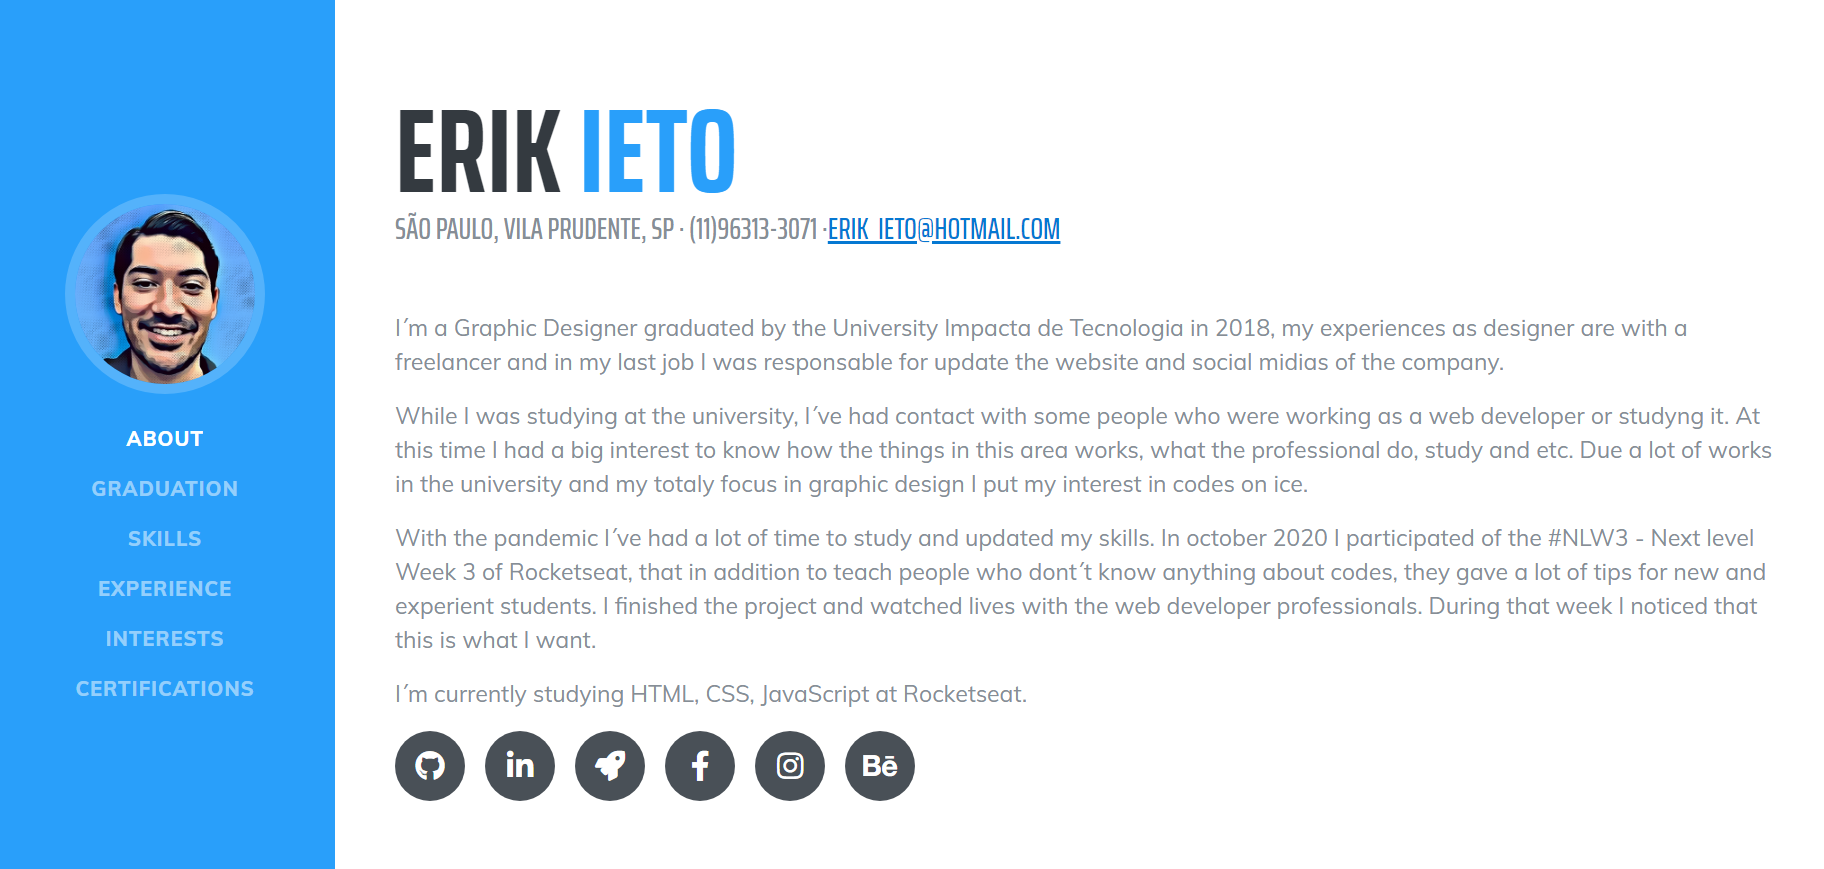 ABOUT
GRADUATION
SKILLS
EXPERIENCE
INTERESTS
CERTIFICATIONS
ERIK IETO
SÃO PAULO, VILA PRUDENTE, SP · (11)96313-3071 ·ERIK_IETO@HOTMAIL.COM
I´m a Graphic Designer graduated by the University Impacta de Tecnologia in 2018, my experiences as designer are with a
freelancer and in my last job I was responsable for update the website and social midias of the company.
While I was studying at the university, I´ve had contact with some people who were working as a web developer or studyng it. At
this time I had a big interest to know how the things in this area works, what the professional do, study and etc. Due a lot of works
in the university and my totaly focus in graphic design I put my interest in codes on ice.
With the pandemic I´ve had a lot of time to study and updated my skills. In october 2020 I participated of the #NLW3 - Next level
Week 3 of Rocketseat, that in addition to teach people who dont´t know anything about codes, they gave a lot of tips for new and
experient students. I finished the project and watched lives with the web developer professionals. During that week I noticed that
this is what I want.
I´m currently studying HTML, CSS, JavaScript at Rocketseat.
in
f
Bē